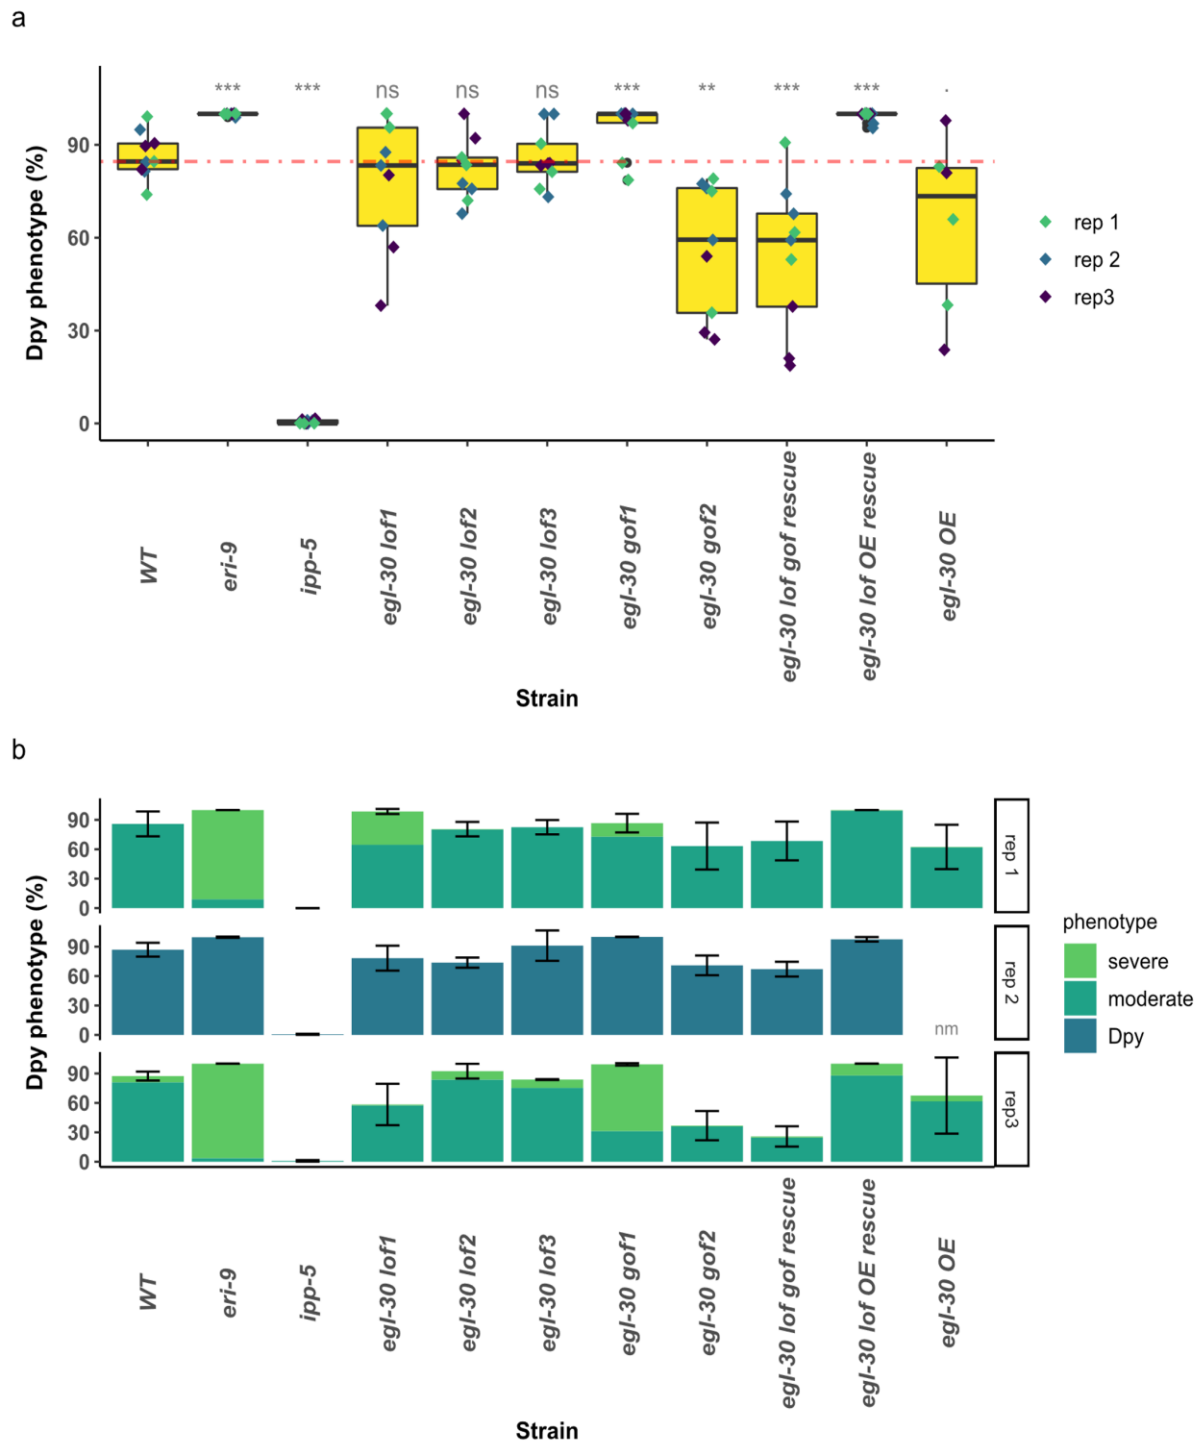 a
*** *** ns ns ns *** ** *** *** .
90
60
30
0
Dpy phenotype (%)
rep 1
rep 2
rep3
WT
eri-9
ipp-5
egl-30 lof1
egl-30 lof2
egl-30 lof3
egl-30 gof1
egl-30 gof2
egl-30 lof gof rescue
egl-30 lof OE rescue
egl-30 OE
Strain
b
90
60
30
0
rep 1
90
60
30
0
nm
rep 2
90
60
30
0
rep3
Dpy phenotype (%)
phenotype
severe
moderate
Dpy
WT
eri-9
ipp-5
egl-30 lof1
egl-30 lof2
egl-30 lof3
egl-30 gof1
egl-30 gof2
egl-30 lof gof rescue
egl-30 lof OE rescue
egl-30 OE
Strain